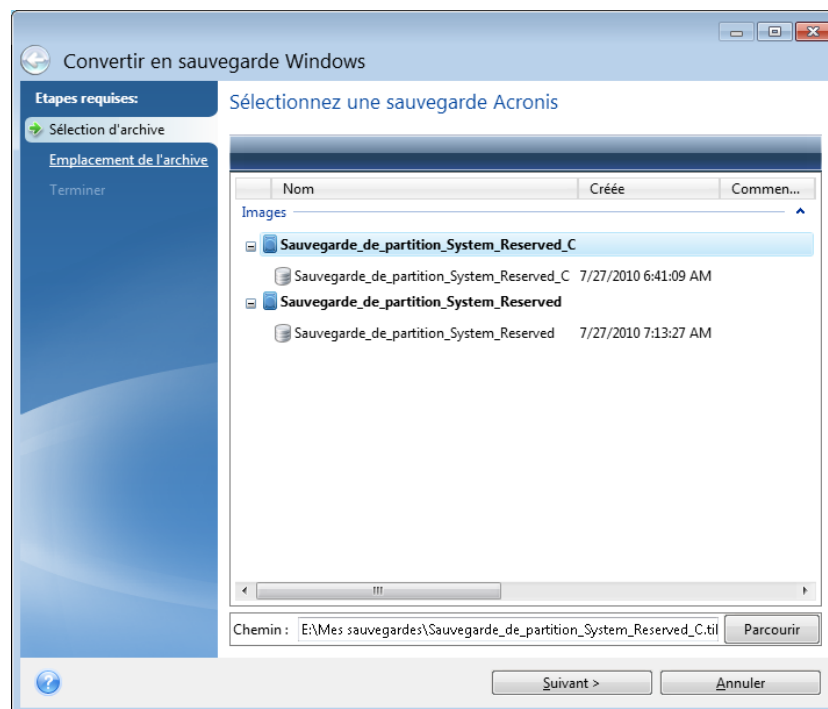 Convertir en sauvegarde Windows
Etapes requises:
Sélection d'archive
Emplacement de l'archive
Terminer
Sélectionnez une sauvegarde Acronis
Nom Créée Commen...
Images
Sauvegarde_de_partition_System_Reserved_C
Sauvegarde_de_partition_System_Reserved_C 7/27/2010 6:41:09 AM
Sauvegarde_de_partition_System_Reserved
Sauvegarde_de_partition_System_Reserved 7/27/2010 7:13:27 AM
Chemin : E:\Mes sauvegardes\Sauvegarde_de_partition_System_Reserved_C.til Parcourir
Suivant > Annuler